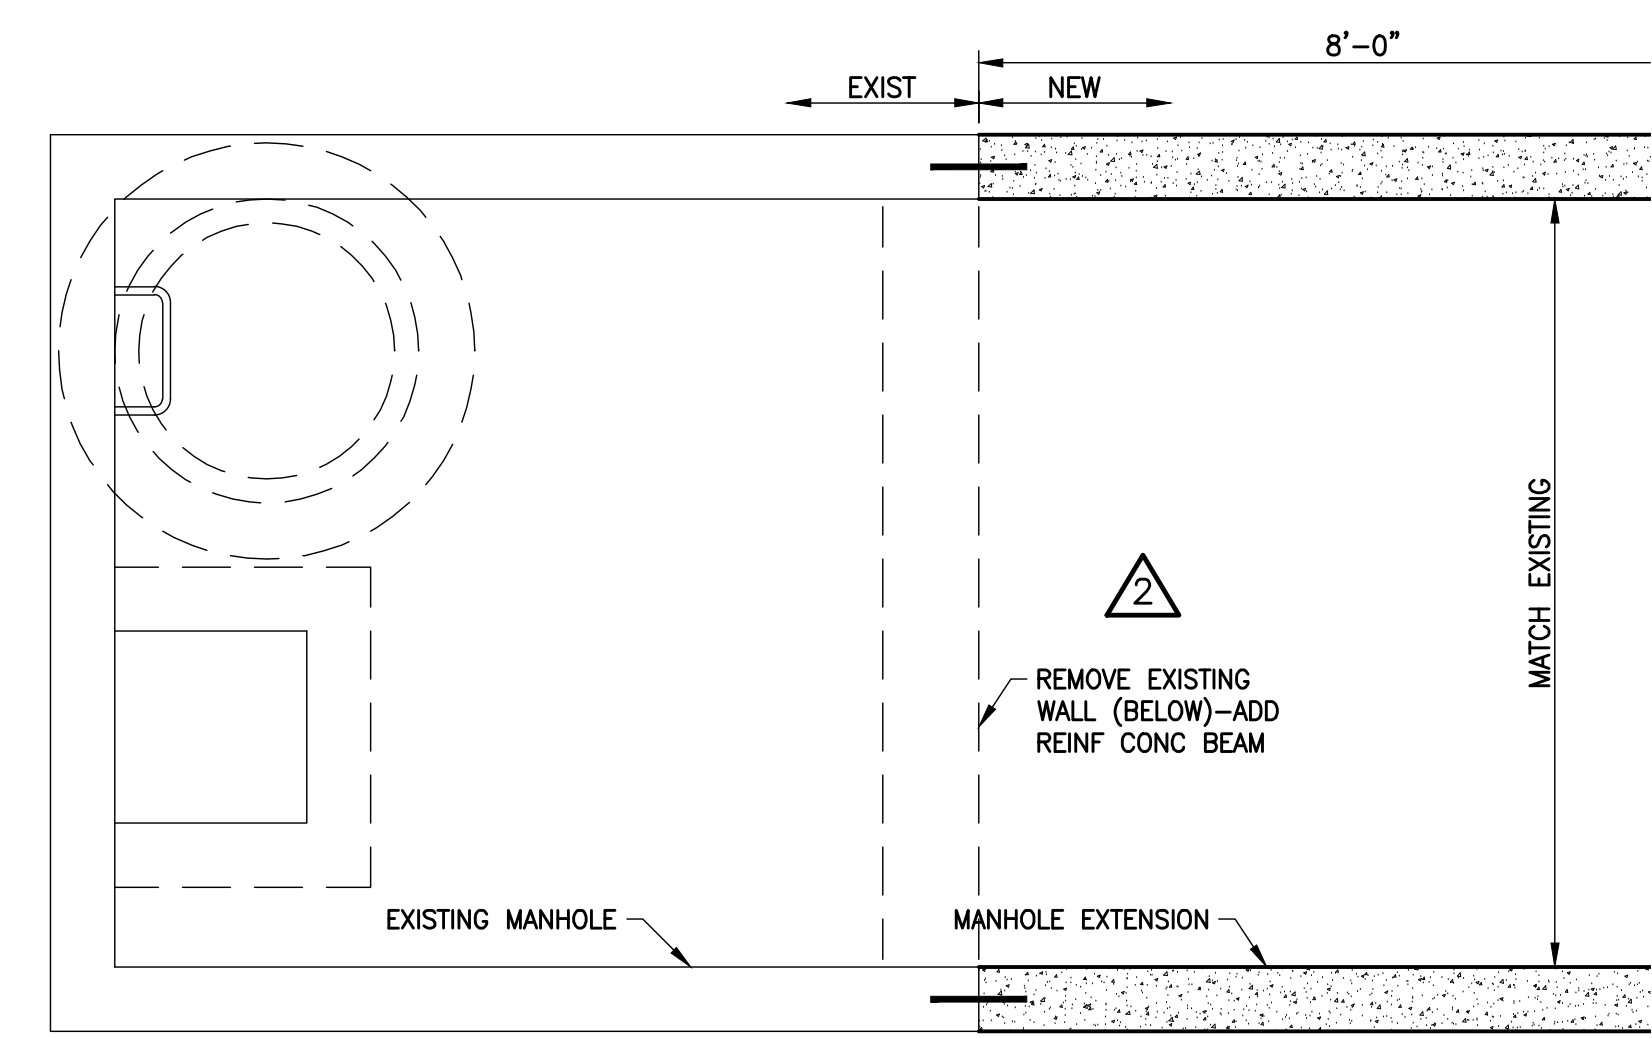 8'-0"
EXIST
NEW
MATCH EXISTING
2
REMOVE EXISTING
WALL (BELOW)-ADD
REINF CONC BEAM
EXISTING MANHOLE
MANHOLE EXTENSION